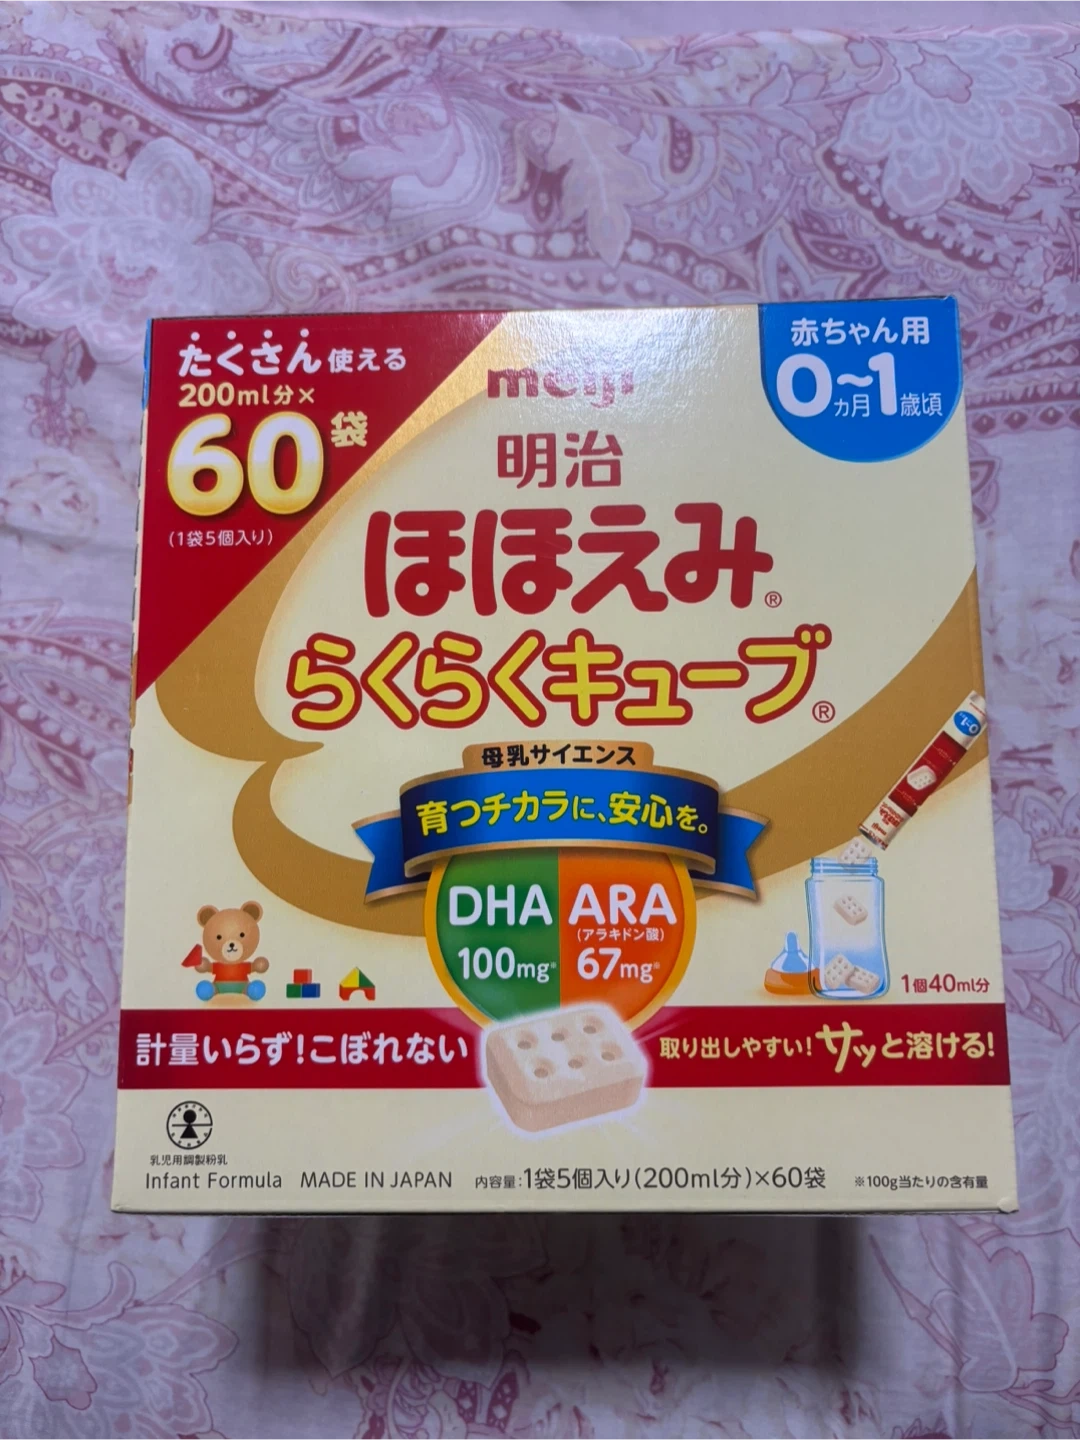 たくさん使える
200ml分×
60袋
(1袋5個入り)
meiji
赤ちゃん用
0ヵ月~1歳頃
明治
ほほえみ®
らくらくキューブ®
母乳サイエンス
育つチカラに、安心を。
DHA
100mg※
ARA
(アラキドン酸)
67mg※
0~1
1個40ml分
計量いらず!こぼれない
取り出しやすい!サッと溶ける!
乳児用調製粉乳
Infant Formula MADE IN JAPAN 内容量:1袋5個入り(200ml分)×60袋 ※100g当たりの含有量